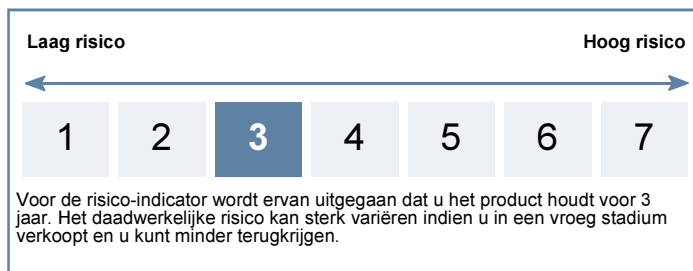 Laag risico Hoog risico
1 2 3 4 5 6 7
Voor de risico-indicator wordt ervan uitgegaan dat u het product houdt voor 3
jaar. Het daadwerkelijke risico kan sterk variëren indien u in een vroeg stadium
verkoopt en u kunt minder terugkrijgen.